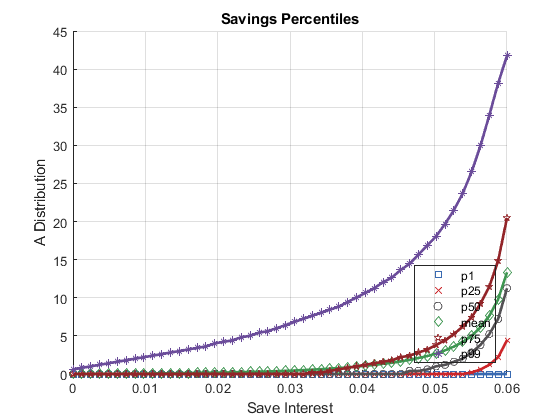 Savings Percentiles
45
40
35
30
25
20
15
10
5
0
A Distribution
p1
p25
p50
mean
p75
p99
0 0.01 0.02 0.03 0.04 0.05 0.06
Save Interest